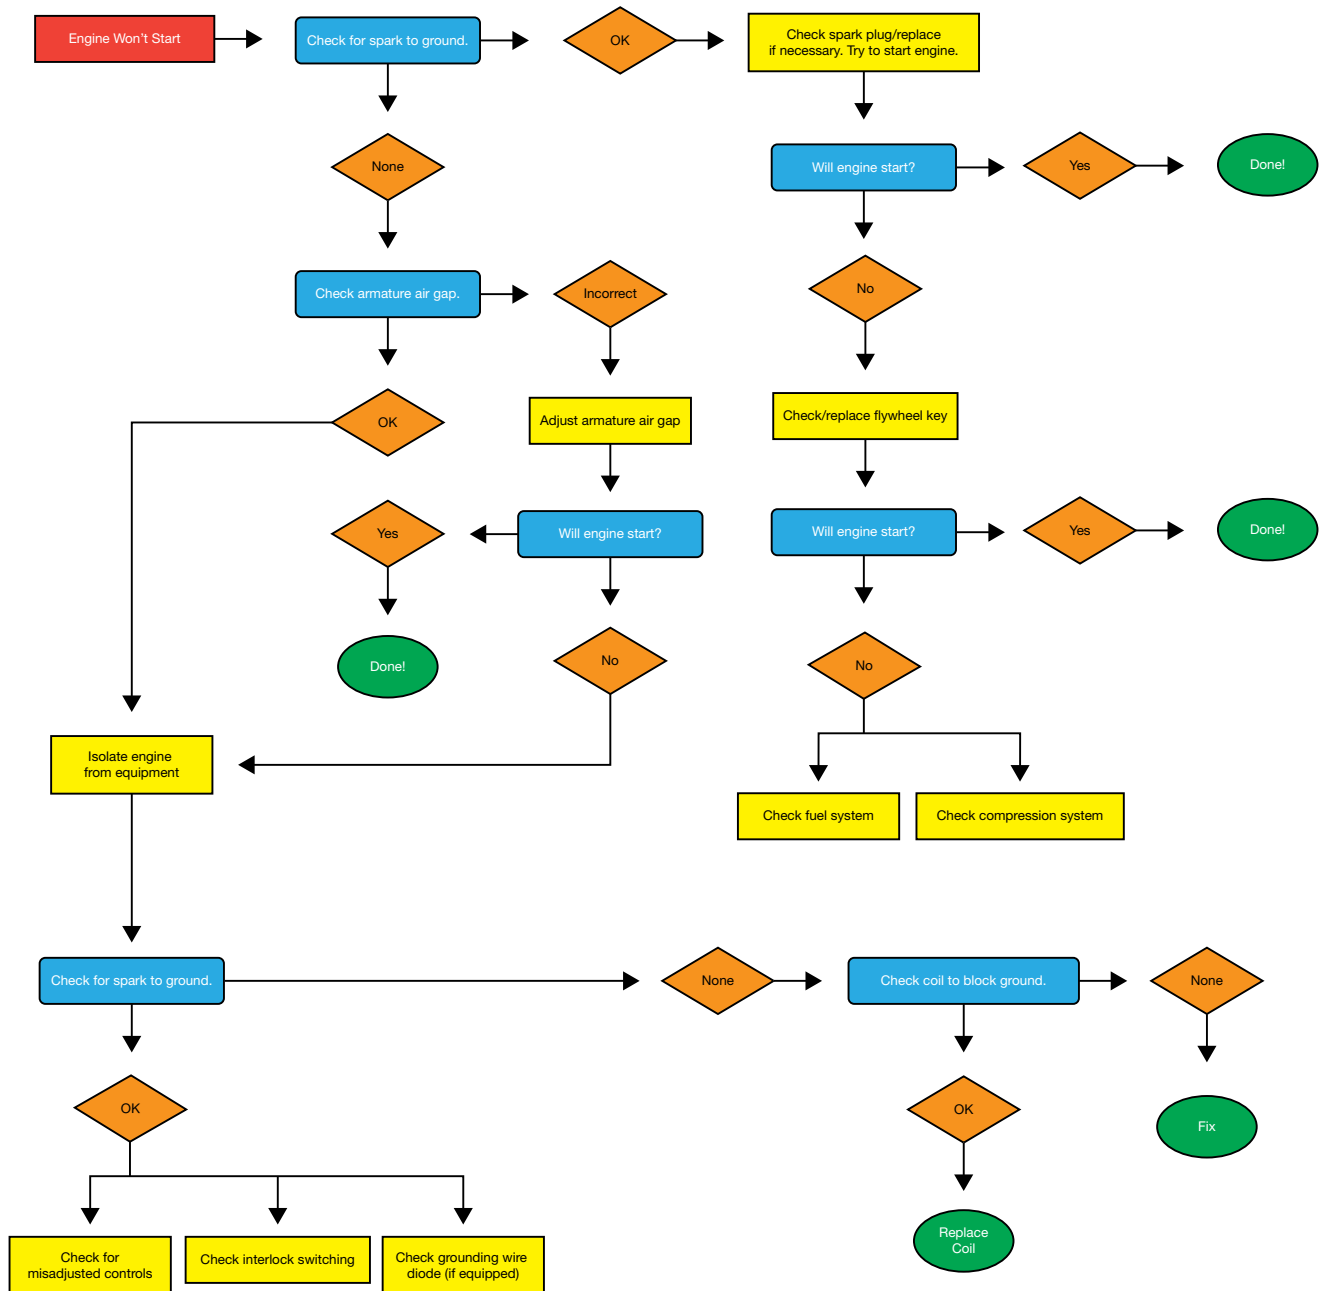 Engine Won't Start
Check for spark to ground.
OK
Check spark plug/replace
if necessary. Try to start engine.
None
Will engine start?
Yes
Done!
Check armature air gap.
Incorrect
No
OK
Adjust armature air gap
Check/replace flywheel key
Yes
Will engine start?
Will engine start?
Yes
Done!
Done!
No
No
Isolate engine
from equipment
Check fuel system
Check compression system
Check for spark to ground.
None
Check coil to block ground.
None
OK
OK
Fix
Replace
Coil
Check for
misadjusted controls
Check interlock switching
Check grounding wire
diode (if equipped)